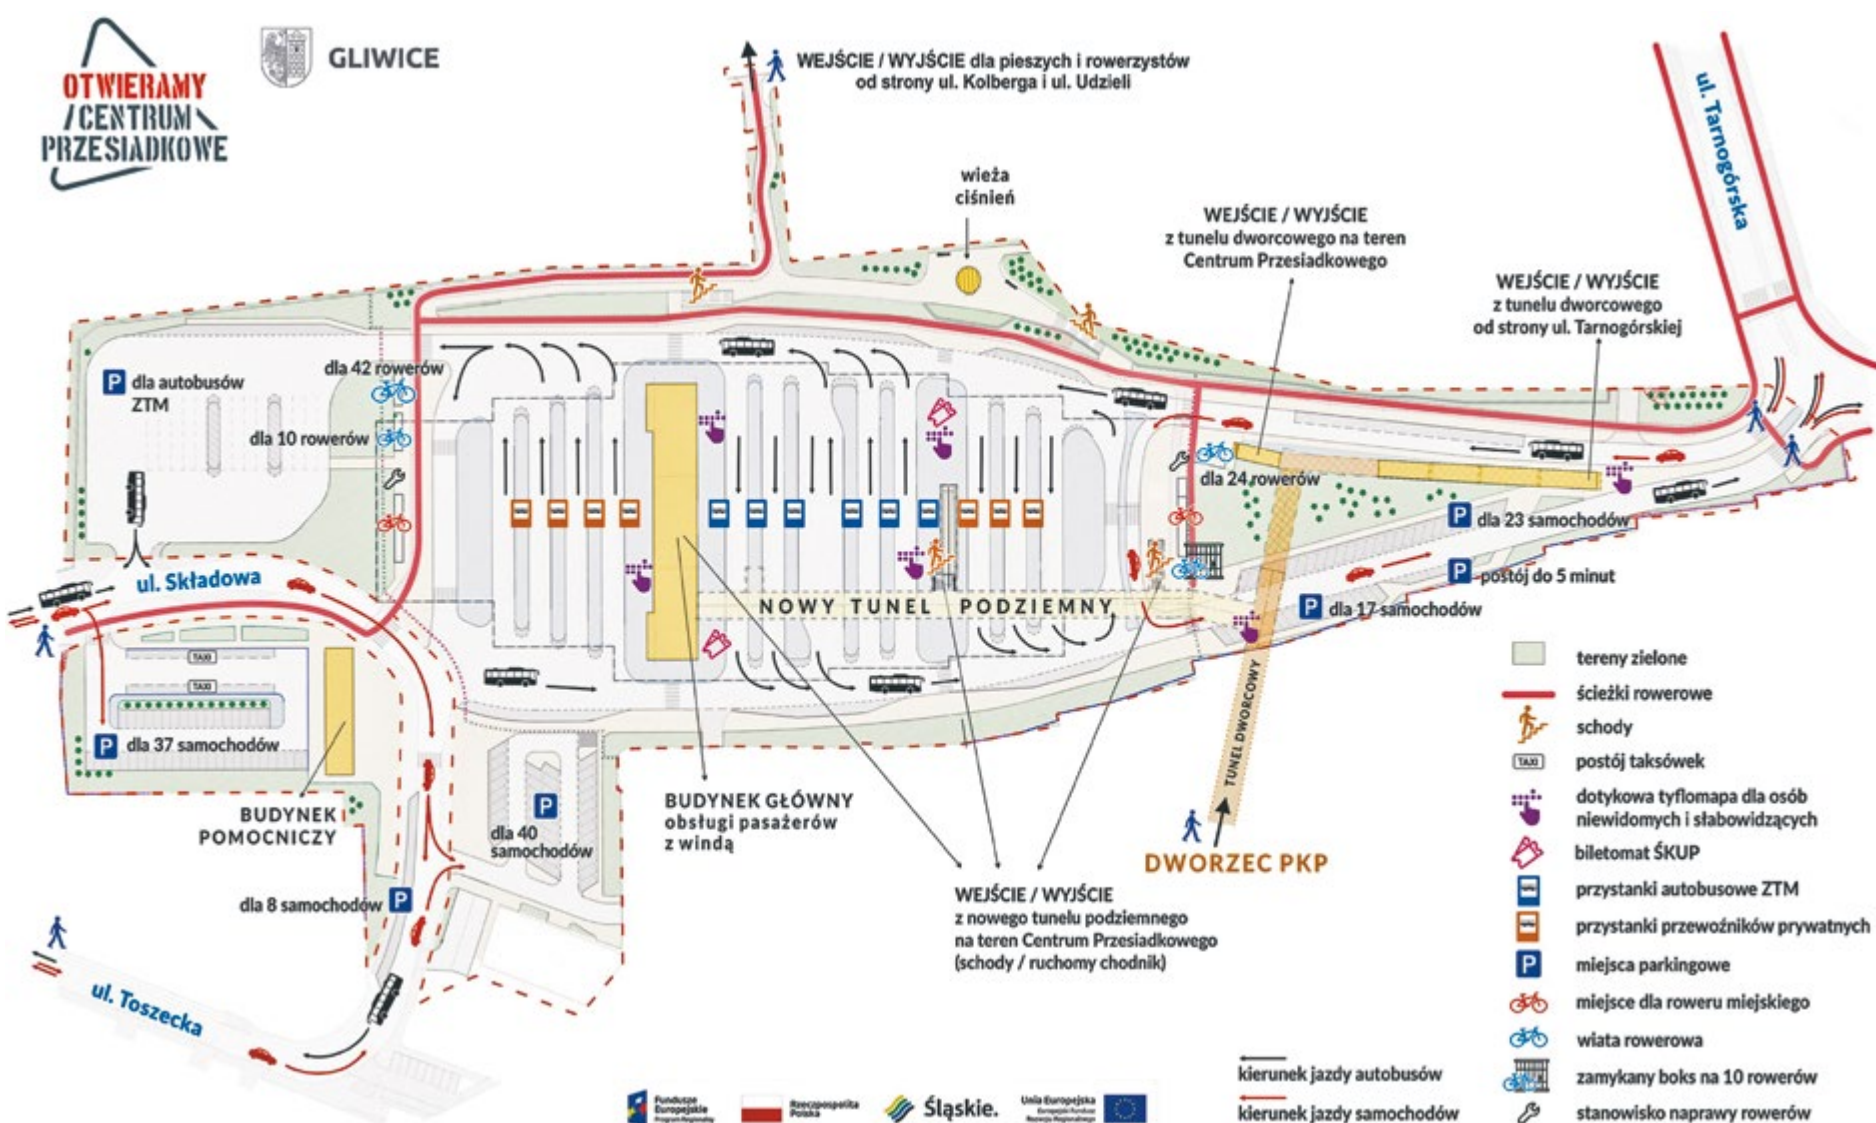 OTWIERAMY
CENTRUM
PRZESIADKOWE
GLIWICE
WEJŚCIE / WYJŚCIE dla pieszych i rowerzystów
od strony ul. Kolberga i ul. Udzieli
wieża
ciśnień
WEJŚCIE / WYJŚCIE
z tunelu dworcowego na teren
Centrum Przesiadkowego
WEJŚCIE / WYJŚCIE
z tunelu dworcowego
od strony ul. Tarnogórskiej
ul. Tarnogórska
P dla autobusów
ZTM
dla 42 rowerów
dla 10 rowerów
dla 24 rowerów
P dla 23 samochodów
P postój do 5 minut
P dla 17 samochodów
ul. Składowa
NOWY TUNEL PODZIEMNY
TAXI
TAXI
P dla 37 samochodów
BUDYNEK
POMOCNICZY
P
dla 40
samochodów
dla 8 samochodów P
BUDYNEK GŁÓWNY
obsługi pasażerów
z windą
TUNEL DWORCOWY
DWORZEC PKP
WEJŚCIE / WYJŚCIE
z nowego tunelu podziemnego
na teren Centrum Przesiadkowego
(schody / ruchomy chodnik)
ul. Toszecka
tereny zielone
ścieżki rowerowe
schody
TAXI postój taksówek
dotykowa tyflomapa dla osób
niewidomych i słabowidzących
biletomat ŚKUP
przystanki autobusowe ZTM
przystanki przewoźników prywatnych
P miejsca parkingowe
miejsce dla roweru miejskiego
wiata rowerowa
zamykany boks na 10 rowerów
stanowisko naprawy rowerów
kierunek jazdy autobusów
kierunek jazdy samochodów
Fundusze
Europejskie
Program Regionalny
Rzeczpospolita
Polska
Śląskie.
Unia Europejska
Europejski Fundusz
Rozwoju Regionalnego